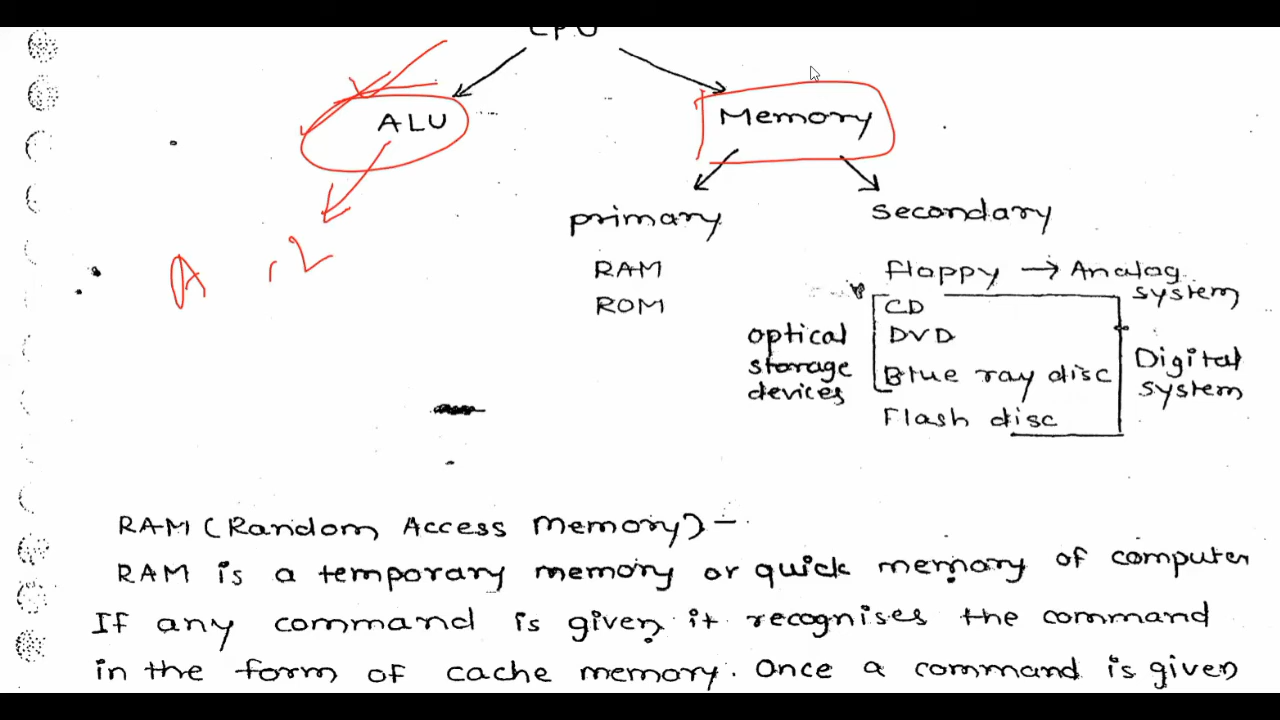 CPU
ALU
Memory
primary
secondary
RAM
ROM
Floppy → Analog system
CD
DVD
Blue ray disc
Flash disc
optical
storage
devices
Digital
system
A , 2
RAM (Random Access Memory) -
RAM is a temporary memory or quick memory of computer
If any command is given it recognises the command
in the form of cache memory. Once a command is given